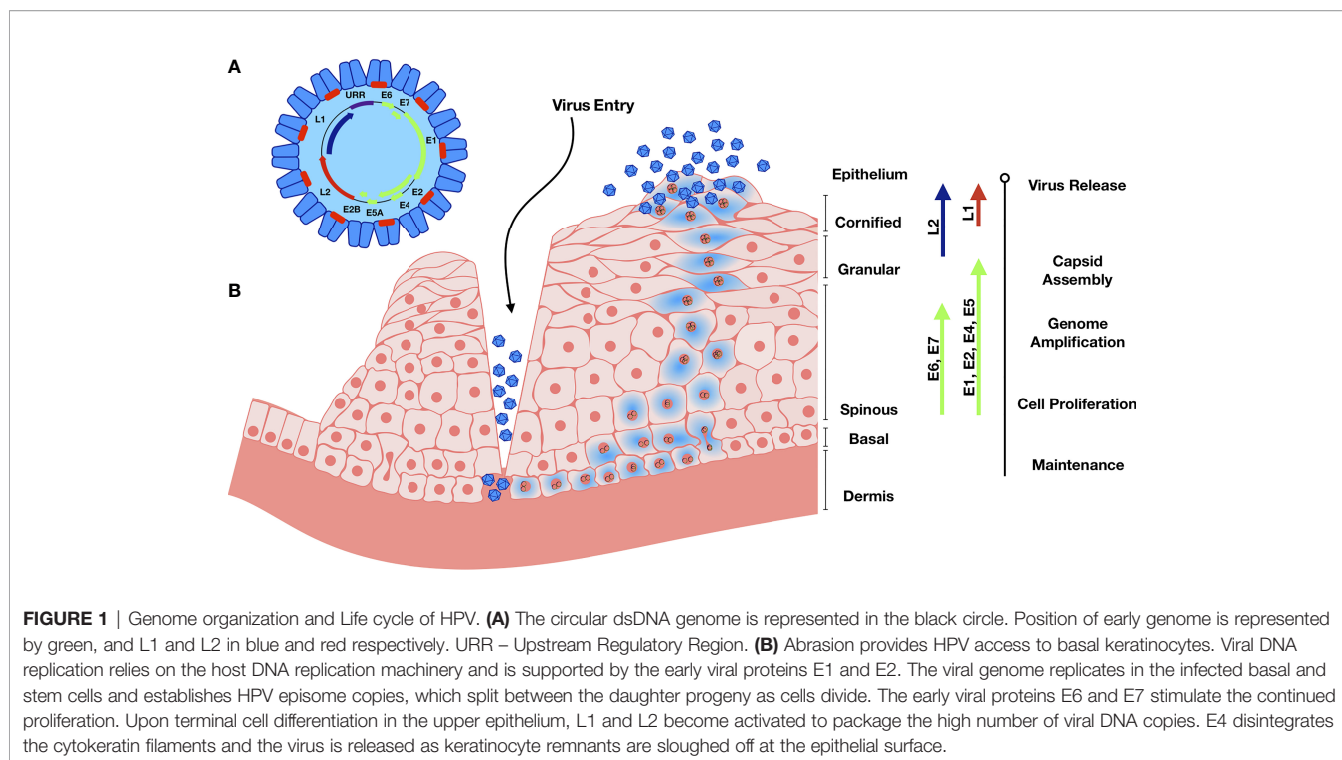 A
URR
E6
E7
L1
E1
L2
E2
E2B
E5A
E4
B
Virus Entry
Epithelium
Cornified
Granular
Spinous
Basal
Dermis
L2
L1
E6, E7
E1, E2, E4, E5
Virus Release
Capsid
Assembly
Genome
Amplification
Cell Proliferation
Maintenance
FIGURE 1 | Genome organization and Life cycle of HPV. (A) The circular dsDNA genome is represented in the black circle. Position of early genome is represented
by green, and L1 and L2 in blue and red respectively. URR – Upstream Regulatory Region. (B) Abrasion provides HPV access to basal keratinocytes. Viral DNA
replication relies on the host DNA replication machinery and is supported by the early viral proteins E1 and E2. The viral genome replicates in the infected basal and
stem cells and establishes HPV episome copies, which split between the daughter progeny as cells divide. The early viral proteins E6 and E7 stimulate the continued
proliferation. Upon terminal cell differentiation in the upper epithelium, L1 and L2 become activated to package the high number of viral DNA copies. E4 disintegrates
the cytokeratin filaments and the virus is released as keratinocyte remnants are sloughed off at the epithelial surface.